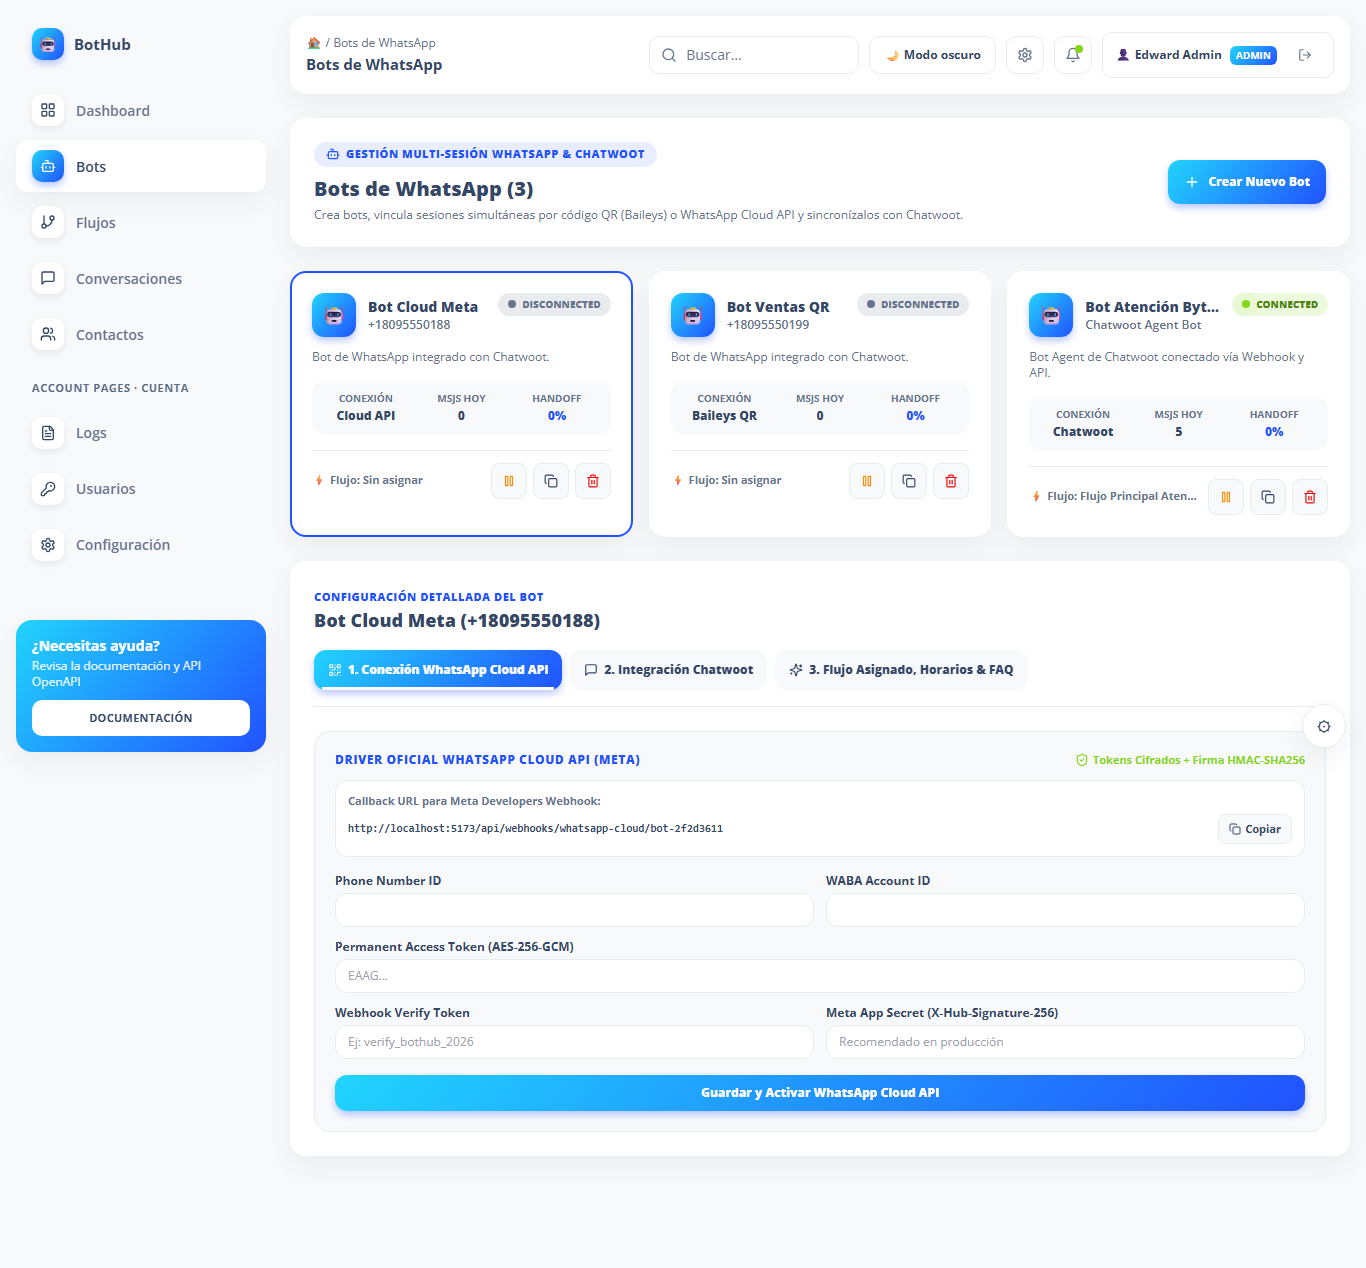 BotHub
Dashboard
Bots
Flujos
Conversaciones
Contactos
ACCOUNT PAGES · CUENTA
Logs
Usuarios
Configuración
¿Necesitas ayuda?
Revisa la documentación y API
OpenAPI
DOCUMENTACIÓN
/ Bots de WhatsApp
Bots de WhatsApp
Buscar...
Modo oscuro
Edward Admin ADMIN
GESTIÓN MULTI-SESIÓN WHATSAPP & CHATWOOT
Bots de WhatsApp (3)
Crea bots, vincula sesiones simultáneas por código QR (Baileys) o WhatsApp Cloud API y sincronízalos con Chatwoot.
Crear Nuevo Bot
Bot Cloud Meta
DISCONNECTED
+18095550188
Bot de WhatsApp integrado con Chatwoot.
CONEXIÓN MSJS HOY HANDOFF
Cloud API 0 0%
Flujo: Sin asignar
Bot Ventas QR
DISCONNECTED
+18095550199
Bot de WhatsApp integrado con Chatwoot.
CONEXIÓN MSJS HOY HANDOFF
Baileys QR 0 0%
Flujo: Sin asignar
Bot Atención Byt...
CONNECTED
Chatwoot Agent Bot
Bot Agent de Chatwoot conectado vía Webhook y
API.
CONEXIÓN MSJS HOY HANDOFF
Chatwoot 5 0%
Flujo: Flujo Principal Aten...
CONFIGURACIÓN DETALLADA DEL BOT
Bot Cloud Meta (+18095550188)
1. Conexión WhatsApp Cloud API
2. Integración Chatwoot
3. Flujo Asignado, Horarios & FAQ
DRIVER OFICIAL WHATSAPP CLOUD API (META)
Tokens Cifrados + Firma HMAC-SHA256
Callback URL para Meta Developers Webhook:
http://localhost:5173/api/webhooks/whatsapp-cloud/bot-2f2d3611
Copiar
Phone Number ID
WABA Account ID
Permanent Access Token (AES-256-GCM)
EAAG...
Webhook Verify Token
Meta App Secret (X-Hub-Signature-256)
Ej: verify_bothub_2026
Recomendado en producción
Guardar y Activar WhatsApp Cloud API